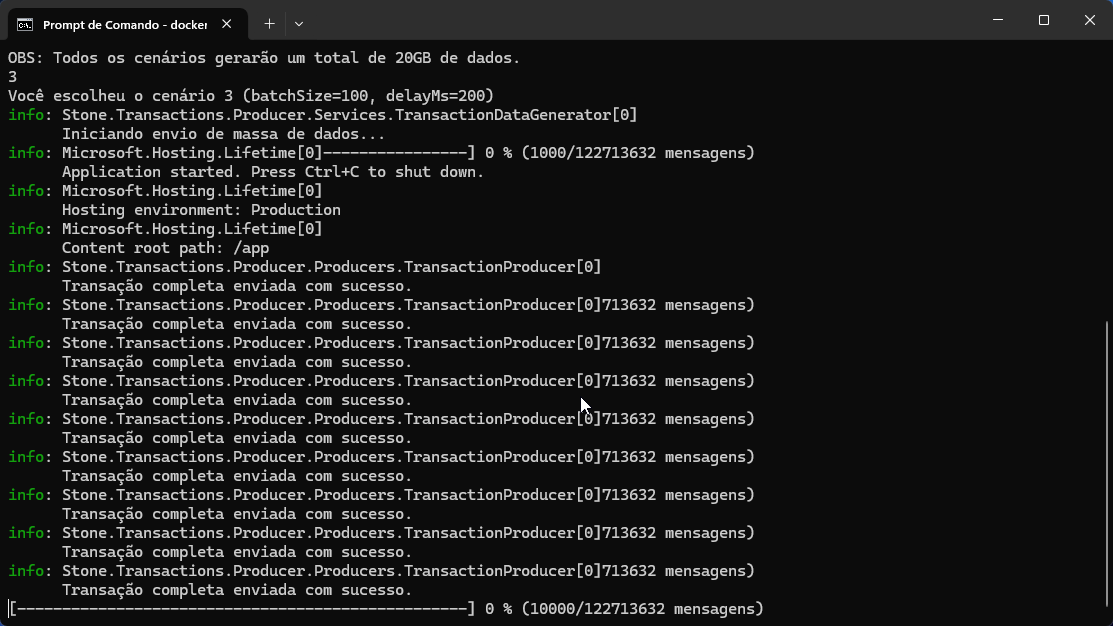 Prompt de Comando - docker
OBS: Todos os cenários gerarão um total de 20GB de dados.
3
Você escolheu o cenário 3 (batchSize=100, delayMs=200)
info: Stone.Transactions.Producer.Services.TransactionDataGenerator[0]
      Iniciando envio de massa de dados...
info: Microsoft.Hosting.Lifetime[0]----------------] 0 % (1000/122713632 mensagens)
      Application started. Press Ctrl+C to shut down.
info: Microsoft.Hosting.Lifetime[0]
      Hosting environment: Production
info: Microsoft.Hosting.Lifetime[0]
      Content root path: /app
info: Stone.Transactions.Producer.Producers.TransactionProducer[0]
      Transação completa enviada com sucesso.
info: Stone.Transactions.Producer.Producers.TransactionProducer[0]713632 mensagens)
      Transação completa enviada com sucesso.
info: Stone.Transactions.Producer.Producers.TransactionProducer[0]713632 mensagens)
      Transação completa enviada com sucesso.
info: Stone.Transactions.Producer.Producers.TransactionProducer[0]713632 mensagens)
      Transação completa enviada com sucesso.
info: Stone.Transactions.Producer.Producers.TransactionProducer[0]713632 mensagens)
      Transação completa enviada com sucesso.
info: Stone.Transactions.Producer.Producers.TransactionProducer[0]713632 mensagens)
      Transação completa enviada com sucesso.
info: Stone.Transactions.Producer.Producers.TransactionProducer[0]713632 mensagens)
      Transação completa enviada com sucesso.
info: Stone.Transactions.Producer.Producers.TransactionProducer[0]713632 mensagens)
      Transação completa enviada com sucesso.
info: Stone.Transactions.Producer.Producers.TransactionProducer[0]713632 mensagens)
      Transação completa enviada com sucesso.
[--------------------------------------------------] 0 % (10000/122713632 mensagens)